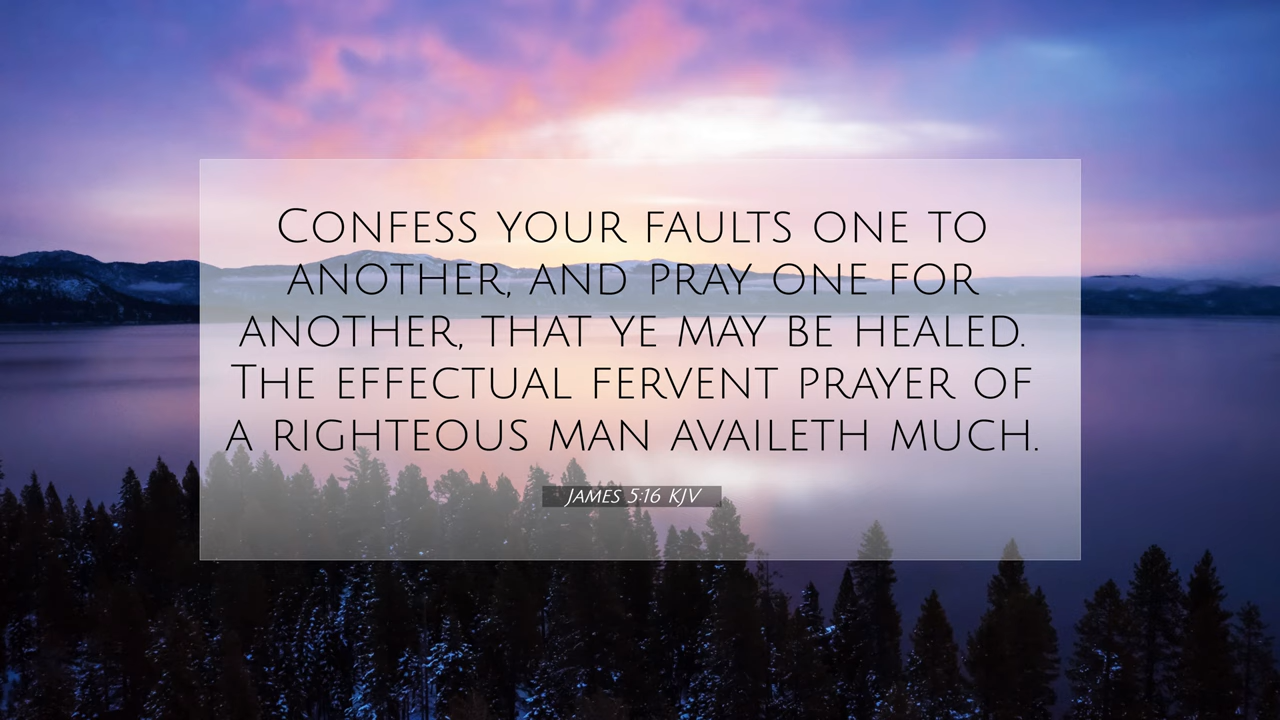 Confess your faults one to
another, and pray one for
another, that ye may be healed.
The effectual fervent prayer of
a righteous man availeth much.
James 5:16 KJV